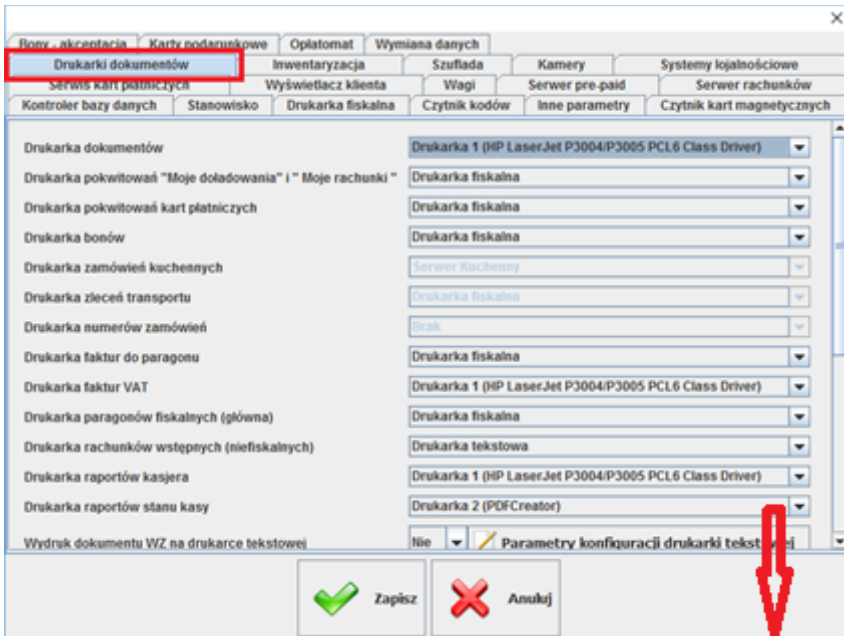 Bony - akceptacja Karty podarunkowe Opłatomat Wymiana danych
Drukarki dokumentów Inwentaryzacja Szuflada Kamery Systemy lojalnościowe
Serwis kart płatniczych Wyświetlacz klienta Wagi Serwer pre-paid Serwer rachunków
Kontroler bazy danych Stanowisko Drukarka fiskalna Czytnik kodów Inne parametry Czytnik kart magnetycznych
Drukarka dokumentów Drukarka 1 (HP LaserJet P3004/P3005 PCL6 Class Driver)
Drukarka pokwitowań "Moje doładowania" i " Moje rachunki " Drukarka fiskalna
Drukarka pokwitowań kart płatniczych Drukarka fiskalna
Drukarka bonów Drukarka fiskalna
Drukarka zamówień kuchennych Serwer Kuchenny
Drukarka zleceń transportu Drukarka fiskalna
Drukarka numerów zamówień Brak
Drukarka faktur do paragonu Drukarka fiskalna
Drukarka faktur VAT Drukarka 1 (HP LaserJet P3004/P3005 PCL6 Class Driver)
Drukarka paragonów fiskalnych (główna) Drukarka fiskalna
Drukarka rachunków wstępnych (niefiskalnych) Drukarka tekstowa
Drukarka raportów kasjera Drukarka 1 (HP LaserJet P3004/P3005 PCL6 Class Driver)
Drukarka raportów stanu kasy Drukarka 2 (PDFCreator)
Wydruk dokumentu WZ na drukarce tekstowej Nie Parametry konfiguracji drukarki tekstowej
Zapisz Anuluj